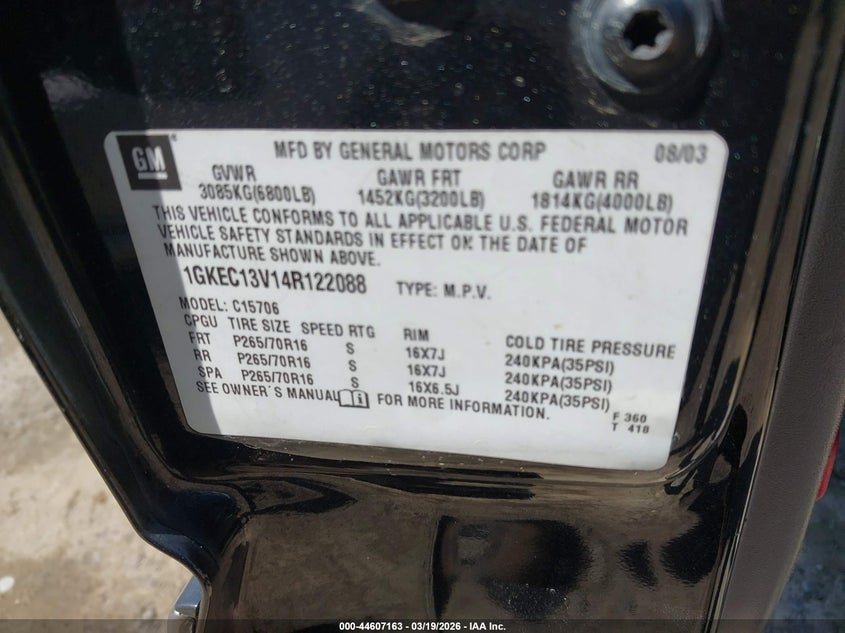 GM
MFD BY GENERAL MOTORS CORP 08/03
GVWR GAWR FRT GAWR RR
3085KG(6800LB) 1452KG(3200LB) 1814KG(4000LB)
THIS VEHICLE CONFORMS TO ALL APPLICABLE U.S. FEDERAL MOTOR
VEHICLE SAFETY STANDARDS IN EFFECT ON THE DATE OF
MANUFACTURE SHOWN ABOVE.
1GKEC13V14R122088 TYPE: M.P.V.
MODEL: C15706
CPGU TIRE SIZE SPEED RTG RIM COLD TIRE PRESSURE
FRT P265/70R16 S 16X7J 240KPA(35PSI)
RR P265/70R16 S 16X7J 240KPA(35PSI)
SPA P265/70R16 S 16X6.5J 240KPA(35PSI)
SEE OWNER'S MANUAL FOR MORE INFORMATION.
F 360
T 418
000-44607163 — 03/19/2026 — IAA Inc.